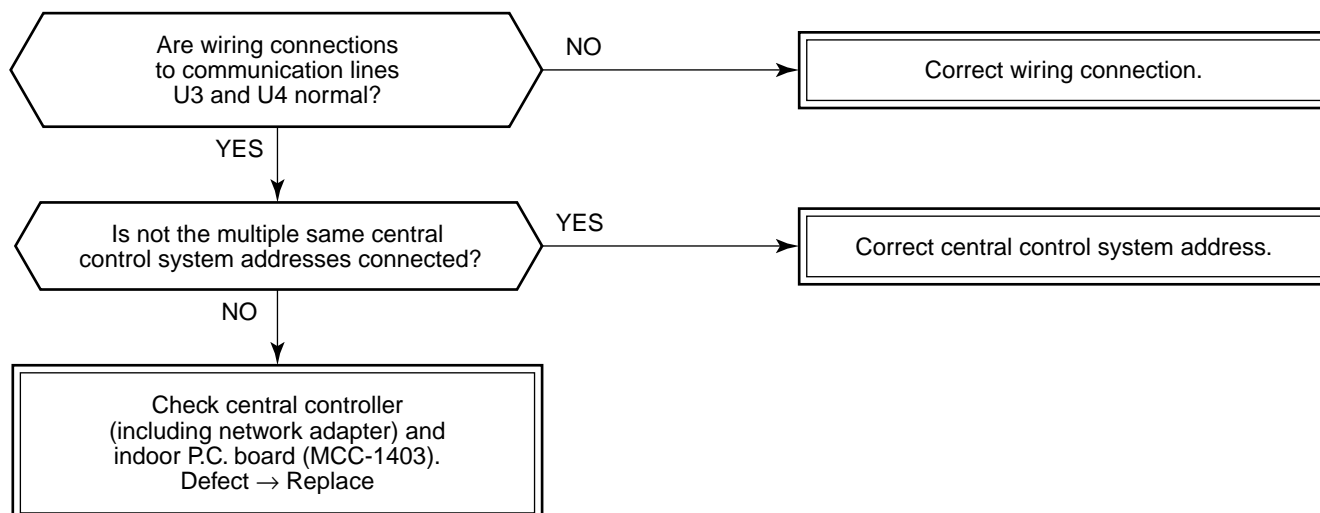 Are wiring connections
to communication lines
U3 and U4 normal?
NO
Correct wiring connection.
YES
Is not the multiple same central
control system addresses connected?
YES
Correct central control system address.
NO
Check central controller
(including network adapter) and
indoor P.C. board (MCC-1403).
Defect → Replace